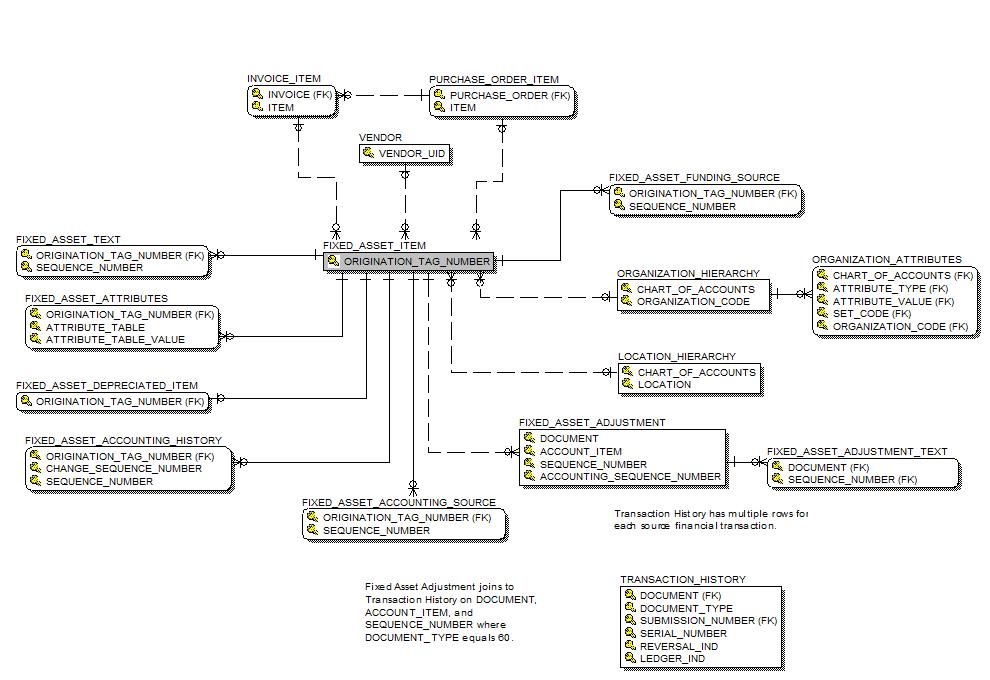 INVOICE_ITEM
INVOICE (FK)
ITEM
PURCHASE_ORDER_ITEM
PURCHASE_ORDER (FK)
ITEM
VENDOR
VENDOR_UID
FIXED_ASSET_FUNDING_SOURCE
ORIGINATION_TAG_NUMBER (FK)
SEQUENCE_NUMBER
FIXED_ASSET_TEXT
ORIGINATION_TAG_NUMBER (FK)
SEQUENCE_NUMBER
FIXED_ASSET_ITEM
ORIGINATION_TAG_NUMBER
ORGANIZATION_HIERARCHY
CHART_OF_ACCOUNTS
ORGANIZATION_CODE
ORGANIZATION_ATTRIBUTES
CHART_OF_ACCOUNTS (FK)
ATTRIBUTE_TYPE (FK)
ATTRIBUTE_VALUE (FK)
SET_CODE (FK)
ORGANIZATION_CODE (FK)
FIXED_ASSET_ATTRIBUTES
ORIGINATION_TAG_NUMBER (FK)
ATTRIBUTE_TABLE
ATTRIBUTE_TABLE_VALUE
LOCATION_HIERARCHY
CHART_OF_ACCOUNTS
LOCATION
FIXED_ASSET_DEPRECIATED_ITEM
ORIGINATION_TAG_NUMBER (FK)
FIXED_ASSET_ADJUSTMENT
DOCUMENT
ACCOUNT_ITEM
SEQUENCE_NUMBER
ACCOUNTING_SEQUENCE_NUMBER
FIXED_ASSET_ACCOUNTING_HISTORY
ORIGINATION_TAG_NUMBER (FK)
CHANGE_SEQUENCE_NUMBER
SEQUENCE_NUMBER
FIXED_ASSET_ADJUSTMENT_TEXT
DOCUMENT (FK)
SEQUENCE_NUMBER (FK)
FIXED_ASSET_ACCOUNTING_SOURCE
ORIGINATION_TAG_NUMBER (FK)
SEQUENCE_NUMBER
Transaction History has multiple rows for
each source financial transaction.
Fixed Asset Adjustment joins to
Transaction History on DOCUMENT,
ACCOUNT_ITEM, and
SEQUENCE_NUMBER where
DOCUMENT_TYPE equals 60.
TRANSACTION_HISTORY
DOCUMENT (FK)
DOCUMENT_TYPE
SUBMISSION_NUMBER (FK)
SERIAL_NUMBER
REVERSAL_IND
LEDGER_IND